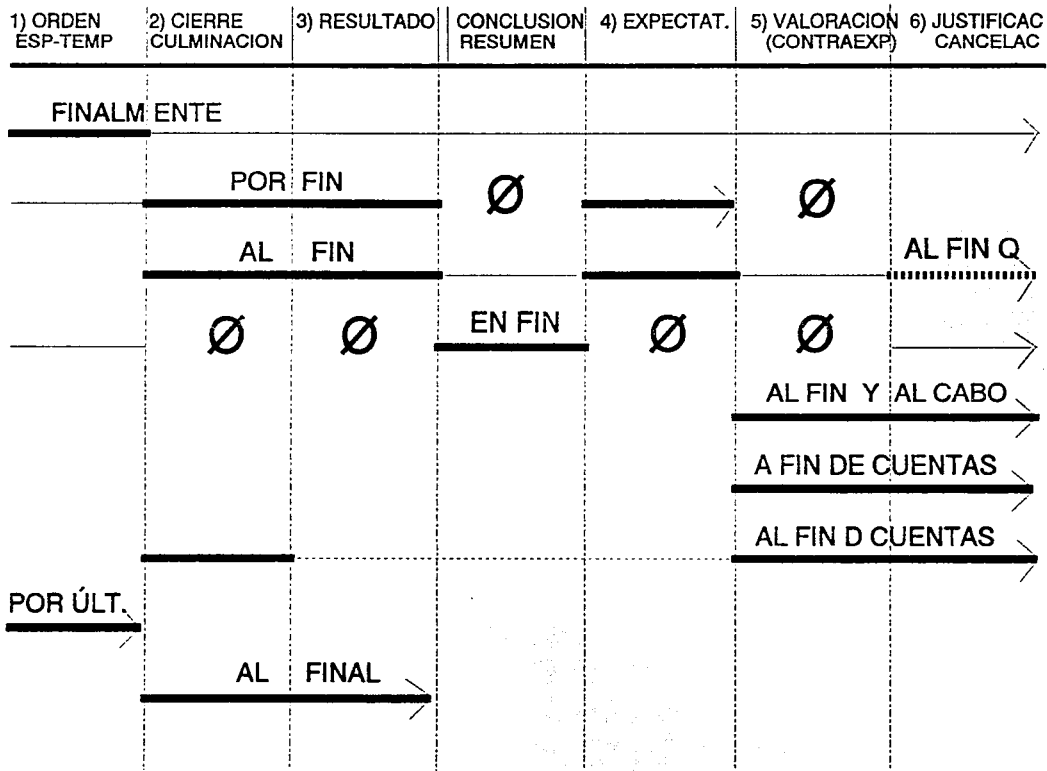 1) ORDEN ESP-TEMP
2) CIERRE CULMINACION
3) RESULTADO
CONCLUSION RESUMEN
4) EXPECTAT.
5) VALORACION (CONTRAEXP)
6) JUSTIFICAC CANCELAC
FINALMENTE
POR FIN Ø Ø
AL FIN AL FIN Q
Ø Ø EN FIN Ø Ø
AL FIN Y AL CABO
A FIN DE CUENTAS
AL FIN D CUENTAS
POR ÚLT.
AL FINAL